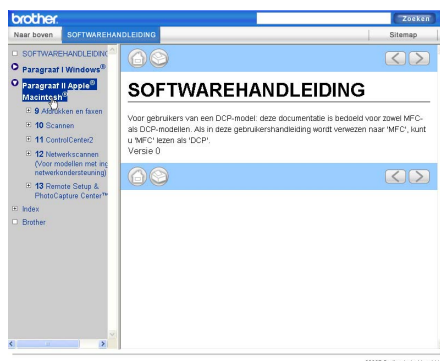 brother.
Zoeken
Naar boven
SOFTWAREHANDLEIDING
Sitemap
SOFTWAREHANDLEIDING
Paragraaf I Windows®
Paragraaf II Apple®
Macintosh®
9 Afdrukken en faxen
10 Scannen
11 ControlCenter2
12 Netwerkscannen
(Voor modellen met ing
netwerkondersteuning)
13 Remote Setup &
PhotoCapture Center™
Index
Brother
SOFTWAREHANDLEIDING
Voor gebruikers van een DCP-model: deze documentatie is bedoeld voor zowel MFC-
als DCP-modellen. Als in deze gebruikershandleiding wordt verwezen naar 'MFC', kunt
u 'MFC' lezen als 'DCP'.
Versie 0